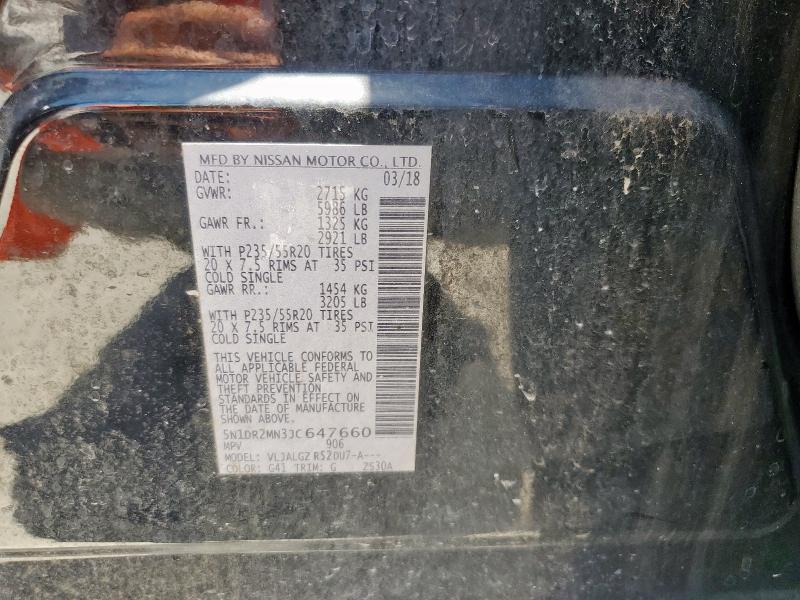 MFD BY NISSAN MOTOR CO., LTD.
DATE: 03/18
GVWR: 2715 KG
5986 LB
GAWR FR.: 1325 KG
2921 LB
WITH P235/55R20 TIRES
20 X 7.5 RIMS AT 35 PSI
COLD SINGLE
GAWR RR.: 1454 KG
3205 LB
WITH P235/55R20 TIRES
20 X 7.5 RIMS AT 35 PSI
COLD SINGLE
THIS VEHICLE CONFORMS TO
ALL APPLICABLE FEDERAL
MOTOR VEHICLE SAFETY AND
THEFT PREVENTION
STANDARDS IN EFFECT ON
THE DATE OF MANUFACTURE
SHOWN ABOVE.
5N1DR2MN3JC647660
MPV 906
MODEL: VLJALGZ RS2DU7-A---
COLOR: G41 TRIM: G 2530A